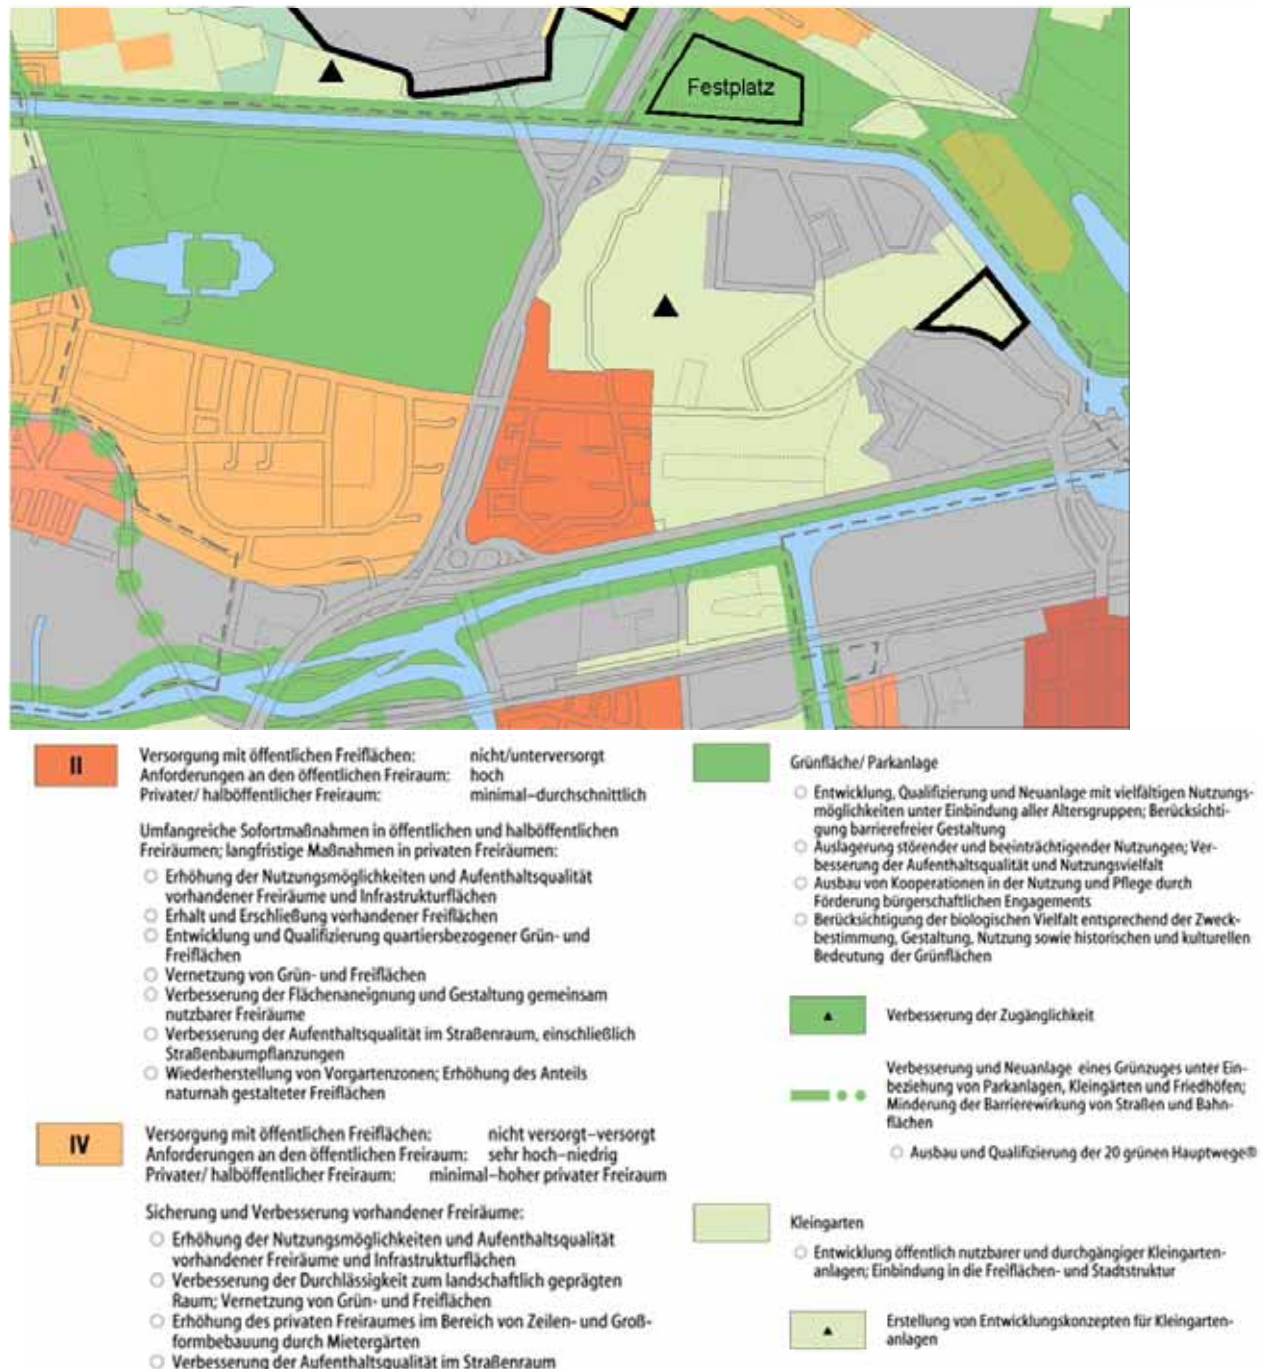 Festplatz
II
Versorgung mit öffentlichen Freiflächen: nicht/unterversorgt
Anforderungen an den öffentlichen Freiraum: hoch
Privater/ halböffentlicher Freiraum: minimal–durchschnittlich
Umfangreiche Sofortmaßnahmen in öffentlichen und halböffentlichen
Freiräumen; langfristige Maßnahmen in privaten Freiräumen:
Erhöhung der Nutzungsmöglichkeiten und Aufenthaltsqualität
vorhandener Freiräume und Infrastrukturflächen
Erhalt und Erschließung vorhandener Freiflächen
Entwicklung und Qualifizierung quartiersbezogener Grün- und
Freiflächen
Vernetzung von Grün- und Freiflächen
Verbesserung der Flächenaneignung und Gestaltung gemeinsam
nutzbarer Freiräume
Verbesserung der Aufenthaltsqualität im Straßenraum, einschließlich
Straßenbaumpflanzungen
Wiederherstellung von Vorgartenzonen; Erhöhung des Anteils
naturnah gestalteter Freiflächen
IV
Versorgung mit öffentlichen Freiflächen: nicht versorgt–versorgt
Anforderungen an den öffentlichen Freiraum: sehr hoch–niedrig
Privater/ halböffentlicher Freiraum: minimal–hoher privater Freiraum
Sicherung und Verbesserung vorhandener Freiräume:
Erhöhung der Nutzungsmöglichkeiten und Aufenthaltsqualität
vorhandener Freiräume und Infrastrukturflächen
Verbesserung der Durchlässigkeit zum landschaftlich geprägten
Raum; Vernetzung von Grün- und Freiflächen
Erhöhung des privaten Freiraumes im Bereich von Zeilen- und Groß-
formbebauung durch Mietergärten
Verbesserung der Aufenthaltsqualität im Straßenraum
Grünfläche/ Parkanlage
Entwicklung, Qualifizierung und Neuanlage mit vielfältigen Nutzungs-
möglichkeiten unter Einbindung aller Altersgruppen; Berücksichti-
gung barrierefreier Gestaltung
Auslagerung störender und beeinträchtigender Nutzungen; Ver-
besserung der Aufenthaltsqualität und Nutzungsvielfalt
Ausbau von Kooperationen in der Nutzung und Pflege durch
Förderung bürgerschaftlichen Engagements
Berücksichtigung der biologischen Vielfalt entsprechend der Zweck-
bestimmung, Gestaltung, Nutzung sowie historischen und kulturellen
Bedeutung der Grünflächen
Verbesserung der Zugänglichkeit
Verbesserung und Neuanlage eines Grünzuges unter Ein-
beziehung von Parkanlagen, Kleingärten und Friedhöfen;
Minderung der Barrierewirkung von Straßen und Bahn-
flächen
Ausbau und Qualifizierung der 20 grünen Hauptwege®
Kleingarten
Entwicklung öffentlich nutzbarer und durchgängiger Kleingarten-
anlagen; Einbindung in die Freiflächen- und Stadtstruktur
Erstellung von Entwicklungskonzepten für Kleingarten-
anlagen